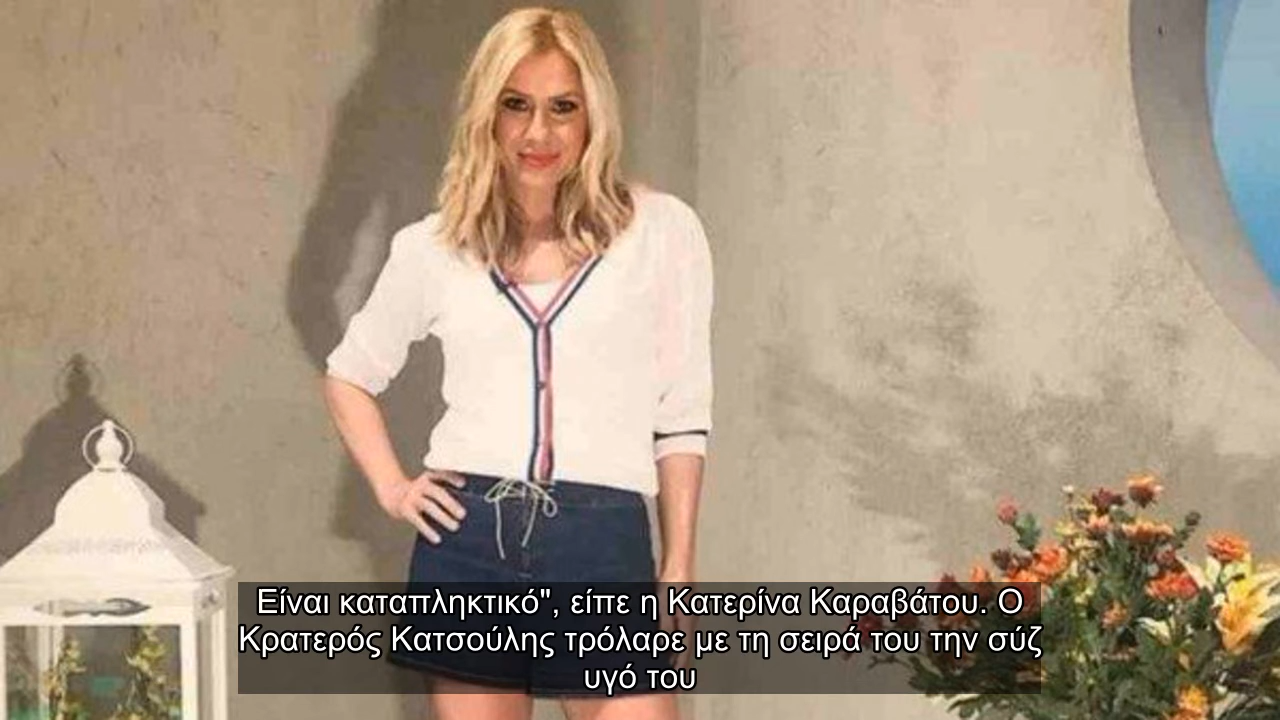 Είναι καταπληκτικό", είπε η Κατερίνα Καραβάτου. Ο
Κρατερός Κατσούλης τρόλαρε με τη σειρά του την σύζ
υγό του